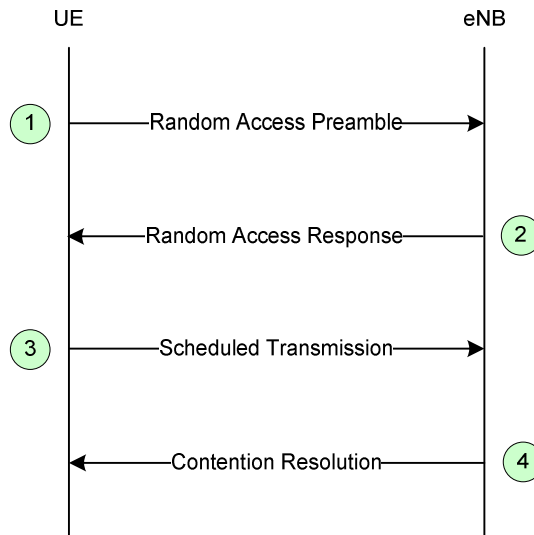 UE
eNB
1
Random Access Preamble
Random Access Response
2
3
Scheduled Transmission
Contention Resolution
4